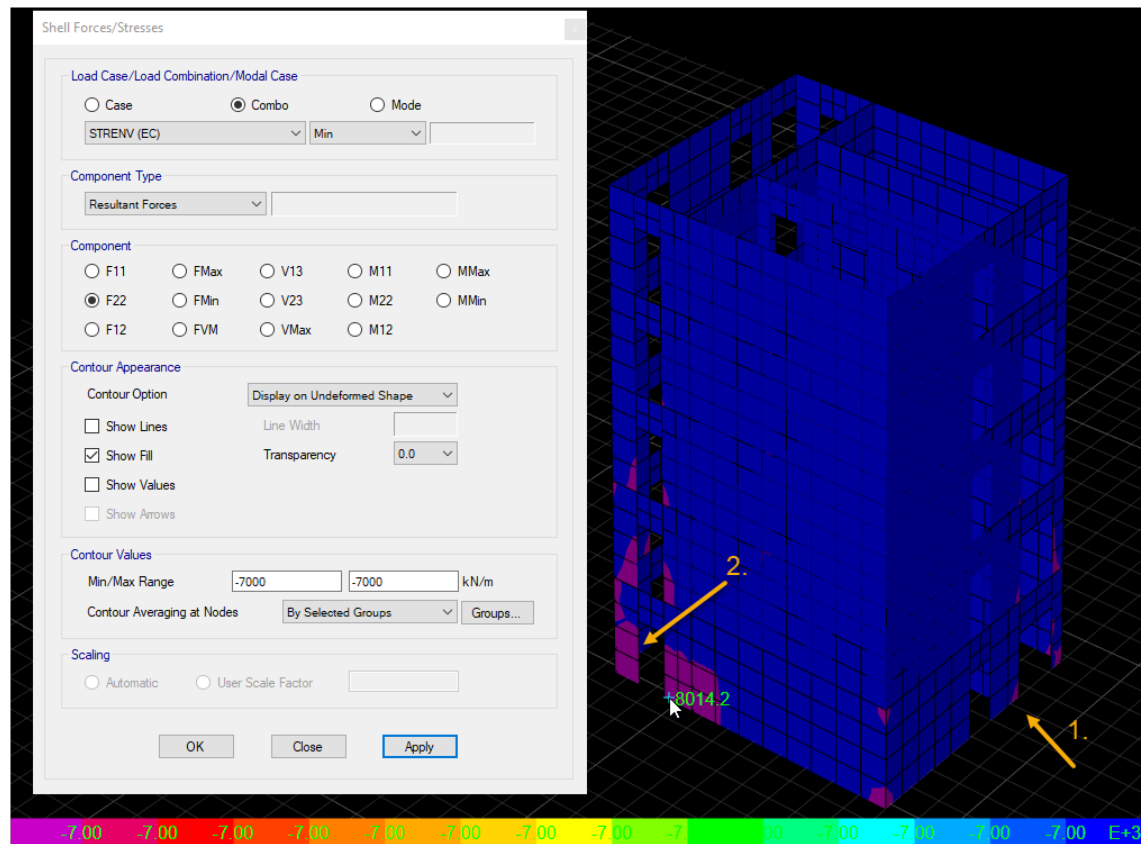 Shell Forces/Stresses
Load Case/Load Combination/Modal Case
Case Combo Mode
STRENV (EC) Min
Component Type
Resultant Forces
Component
F11 FMax V13 M11 MMax
F22 FMin V23 M22 MMin
F12 FVM VMax M12
Contour Appearance
Contour Option Display on Undeformed Shape
Show Lines Line Width
Show Fill Transparency 0.0
Show Values
Show Arrows
Contour Values
Min/Max Range -7000 -7000 kN/m
Contour Averaging at Nodes By Selected Groups Groups...
Scaling
Automatic User Scale Factor
OK Close Apply
2.
8014.2
1.
-7.00 -7.00 -7.00 -7.00 -7.00 -7.00 -7.00 -7.00 -7.00 -7.00 -7.00 E+3